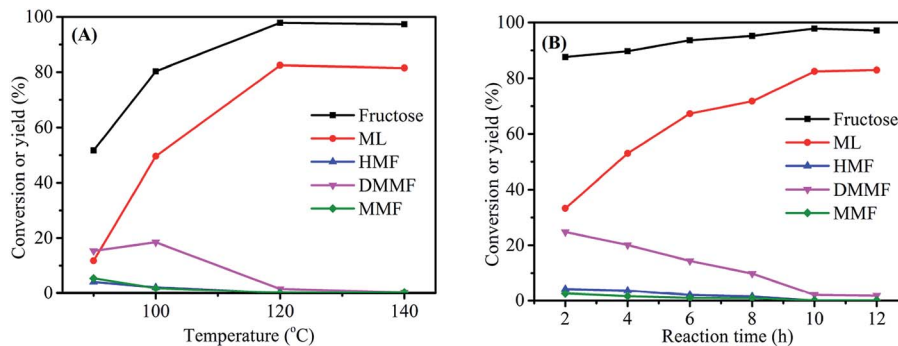 (A)
Conversion or yield (%)
100
80
60
40
20
0
Fructose
ML
HMF
DMMF
MMF
100
120
140
Temperature (°C)
(B)
Conversion or yield (%)
100
80
60
40
20
0
Fructose
ML
HMF
DMMF
MMF
2
4
6
8
10
12
Reaction time (h)